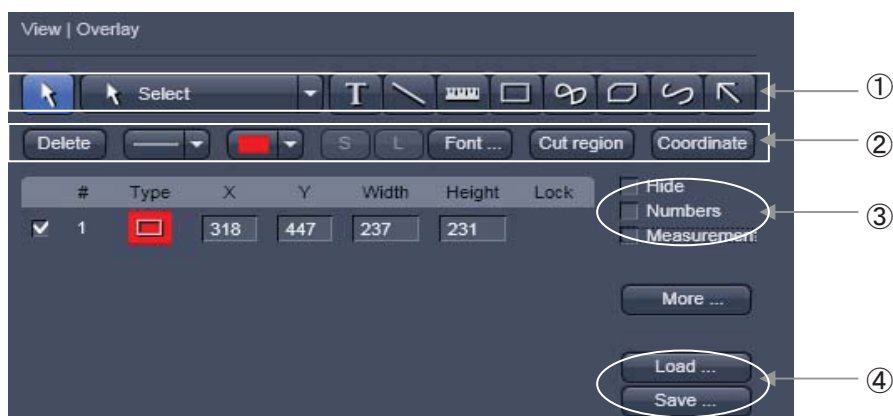 View | Overlay
Select T ①
Delete S L Font ... Cut region Coordinate ②
# Type X Y Width Height Lock Hide
1 318 447 237 231 Numbers ③
Measuremen
More ...
Load ...
Save ... ④